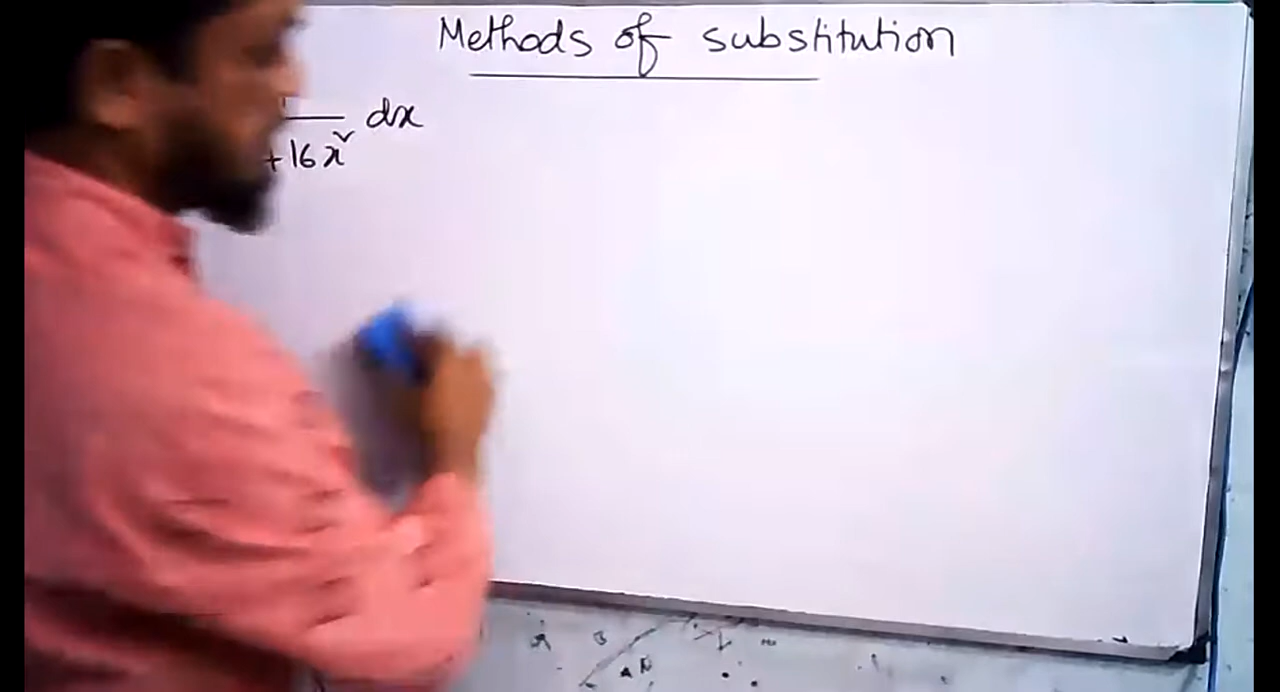 Methods of substitution
dx
+16x²